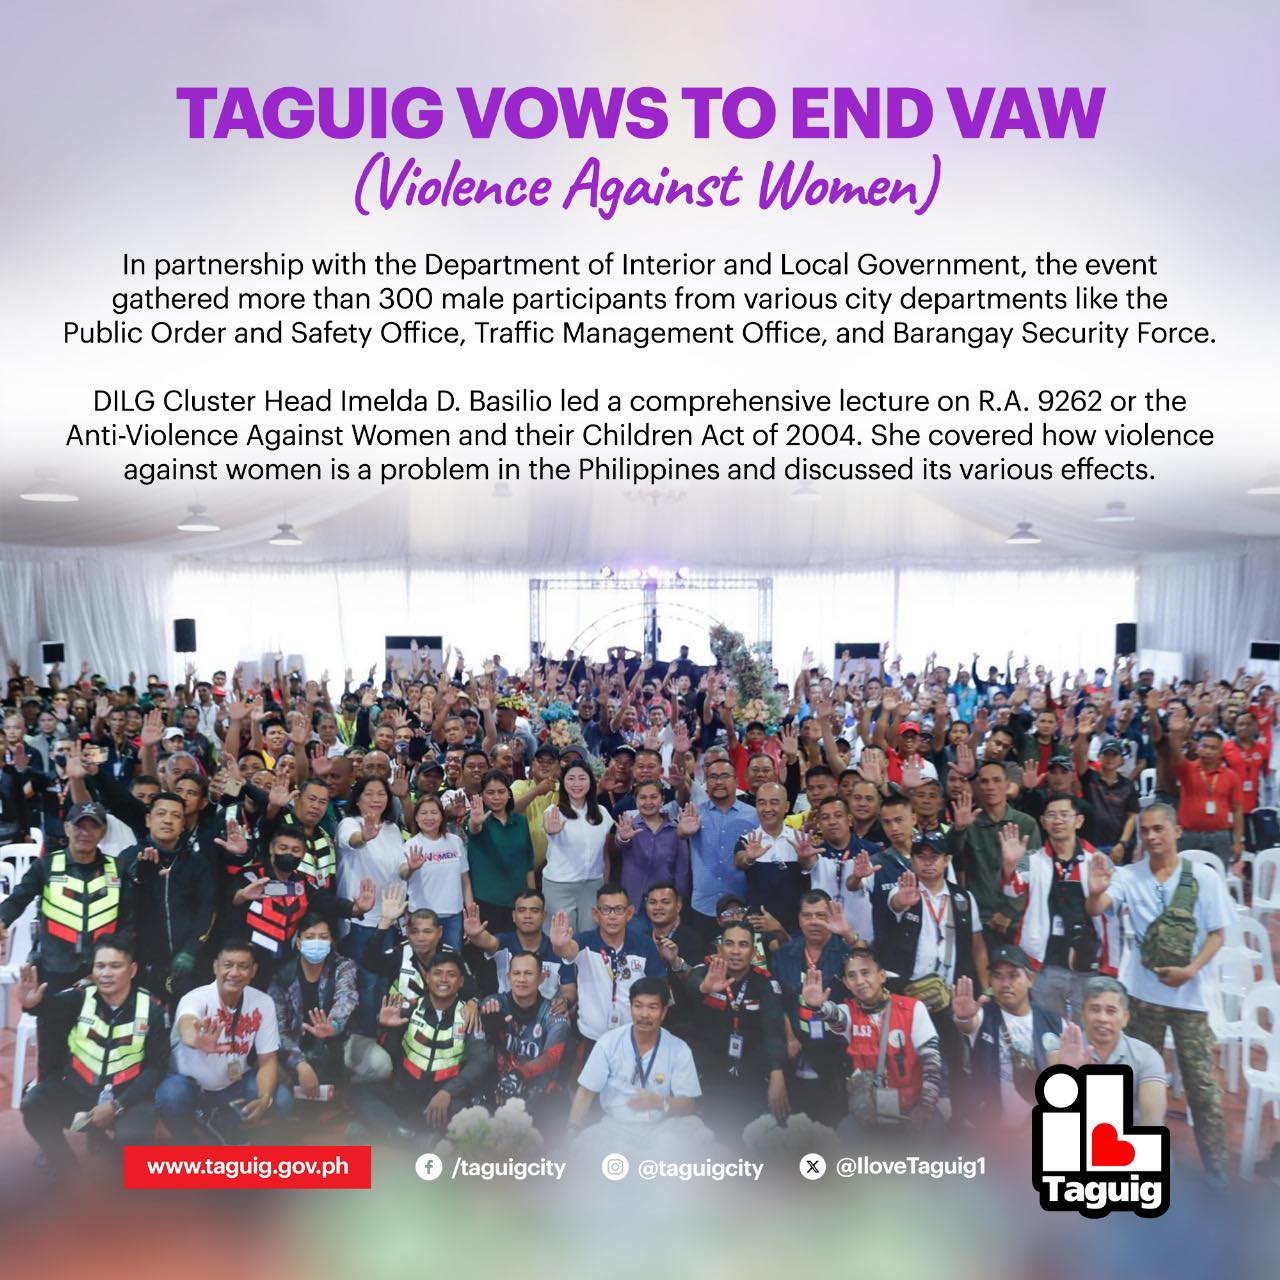 TAGUIG VOWS TO END VAW
(Violence Against Women)
In partnership with the Department of Interior and Local Government, the event
gathered more than 300 male participants from various city departments like the
Public Order and Safety Office, Traffic Management Office, and Barangay Security Force.
DILG Cluster Head Imelda D. Basilio led a comprehensive lecture on R.A. 9262 or the
Anti-Violence Against Women and their Children Act of 2004. She covered how violence
against women is a problem in the Philippines and discussed its various effects.
www.taguig.gov.ph
/taguigcity
@taguigcity
@IloveTaguig1
iL
Taguig